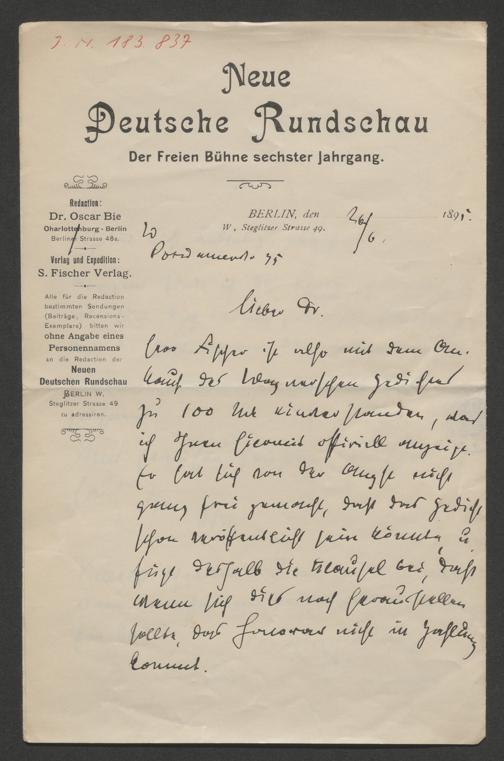 J. N. 183.837
Neue
Deutsche Rundschau
Der Freien Bühne sechster Jahrgang.
Redaction:
Dr. Oscar Bie
Charlottenburg - Berlin
Berliner Strasse 48a.
Verlag und Expedition:
S. Fischer Verlag.
Alle für die Redaction
bestimmten Sendungen
(Beiträge, Recensions-
Exemplare) bitten wir
ohne Angabe eines
Personennamens
an die Redaction der
Neuen
Deutschen Rundschau
BERLIN W.
Steglitzer Strasse 49
zu adressiren.
BERLIN, den 26/6. 1895.
W, Steglitzer Strasse 49.
Lieber Dr.
Herr Fischer ist also mit dem An-
kauf des Wagnerschen Gedichtes
zu 100 Mk einverstanden, was
ich Ihnen hiermit offiziell anzeige.
Er hat sich von der Angst nicht
ganz frei gemacht, daß das Gedicht
schon veröffentlicht sein könnte, u.
fügt deshalb die Klausel bei, daß
wenn sich dies noch herausstellen
sollte, das Honorar nicht in Zahlung
kommt.